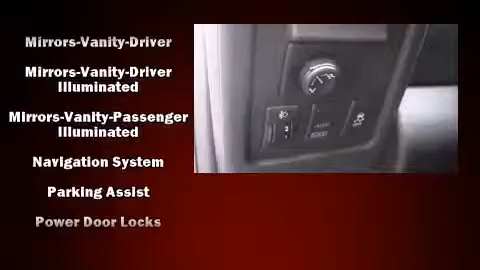 Mirrors-Vanity-Driver
Mirrors-Vanity-Driver
Illuminated
Mirrors-Vanity-Passenger
Illuminated
Navigation System
Parking Assist
Power Door Locks